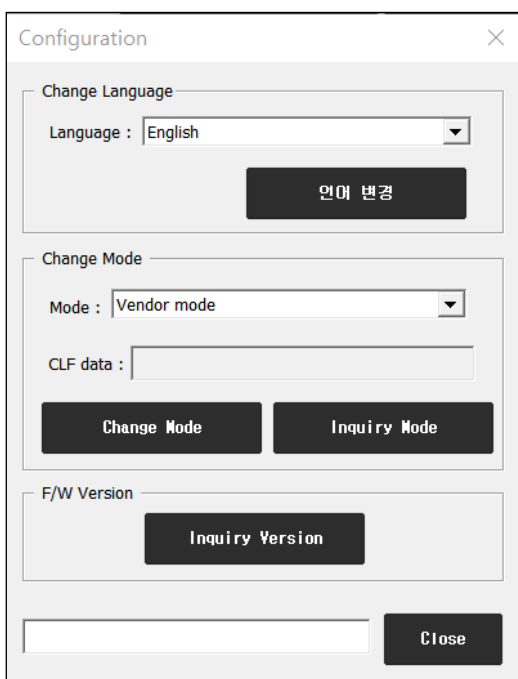 Configuration
Change Language
Language : English
언어 변경
Change Mode
Mode : Vendor mode
CLF data :
Change Mode Inquiry Mode
F/W Version
Inquiry Version
Close